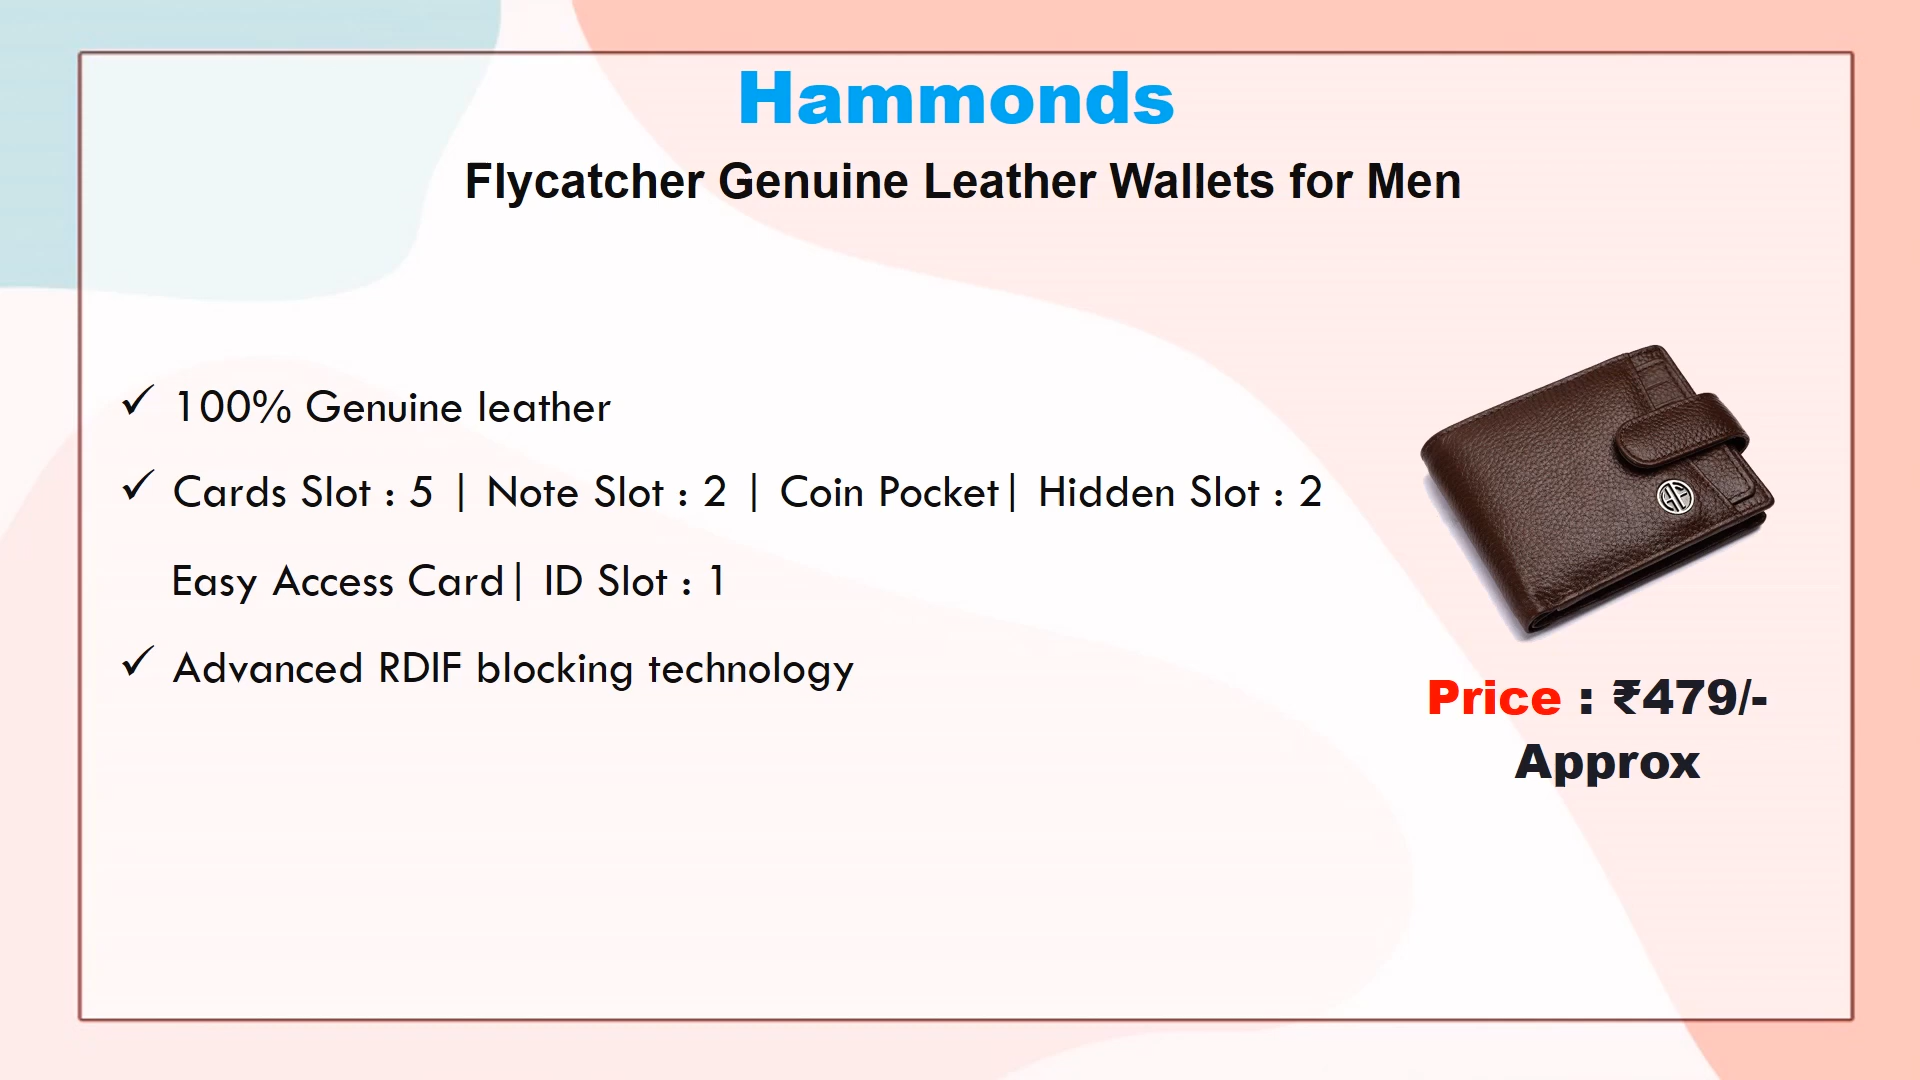 Hammonds
Flycatcher Genuine Leather Wallets for Men
✓ 100% Genuine leather
✓ Cards Slot : 5 | Note Slot : 2 | Coin Pocket| Hidden Slot : 2
Easy Access Card| ID Slot : 1
✓ Advanced RDIF blocking technology
Price : ₹479/-
Approx